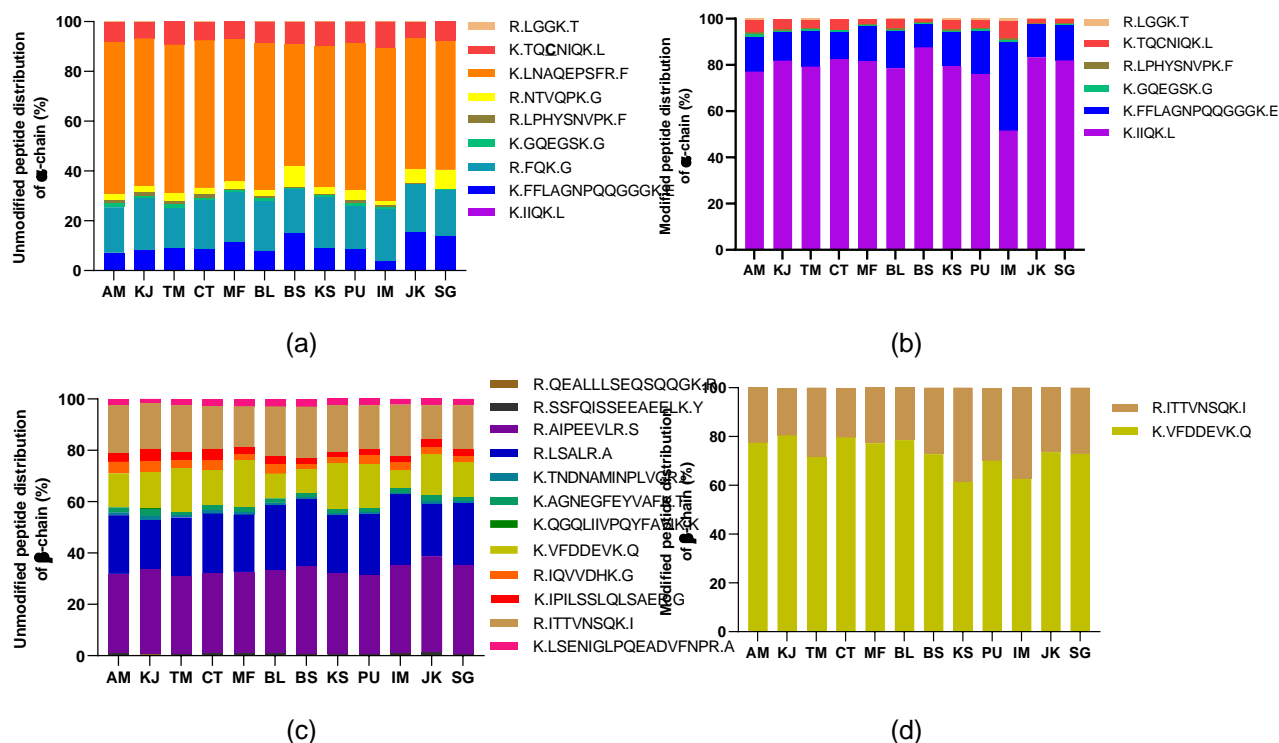 Unmodified peptide distribution
of α-chain (%)
100
80
60
40
20
0
AM KJ TM CT MF BL BS KS PU IM JK SG
R.LGGK.T
K.TQCNIQK.L
K.LNAQEPSFR.F
R.NTVQPK.G
R.LPHYSNVPK.F
K.GQEGSK.G
R.FQK.G
K.FFLAGNPQQGGGK.E
K.IIQK.L
(a)
Modified peptide distribution
of α-chain (%)
100
80
60
40
20
0
AM KJ TM CT MF BL BS KS PU IM JK SG
R.LGGK.T
K.TQCNIQK.L
R.LPHYSNVPK.F
K.GQEGSK.G
K.FFLAGNPQQGGGK.E
K.IIQK.L
(b)
Unmodified peptide distribution
of β-chain (%)
100
80
60
40
20
0
AM KJ TM CT MF BL BS KS PU IM JK SG
R.QEALLLSEQSQQGK.R
R.SSFQISSEEAEELK.Y
R.AIPEEVLR.S
R.LSALR.A
K.AGNEGFEYVAFK.T
K.QGQLIIVPQYFAVIK.K
K.VFDDEVK.Q
R.IQVVDHK.G
K.IPILSSLQLSAER.G
R.ITTVNSQK.I
K.LSENIGLPQEADVFNPR.A
(c)
Modified peptide distribution
of β-chain (%)
100
80
60
40
20
0
AM KJ TM CT MF BL BS KS PU IM JK SG
R.ITTVNSQK.I
K.VFDDEVK.Q
(d)